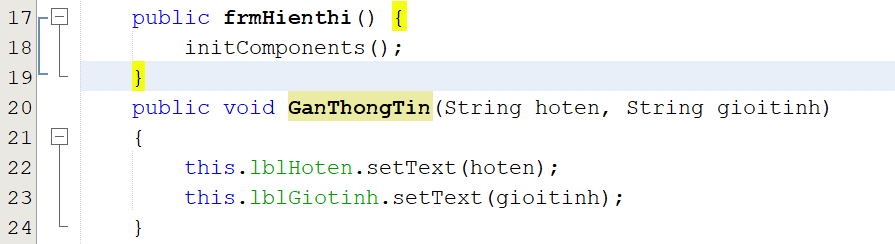 17 public frmHienthi() {
18 initComponents();
19 }
20 public void GanThongTin(String hoten, String gioitinh)
21 {
22 this.lblHoten.setText(hoten);
23 this.lblGiotinh.setText(gioitinh);
24 }